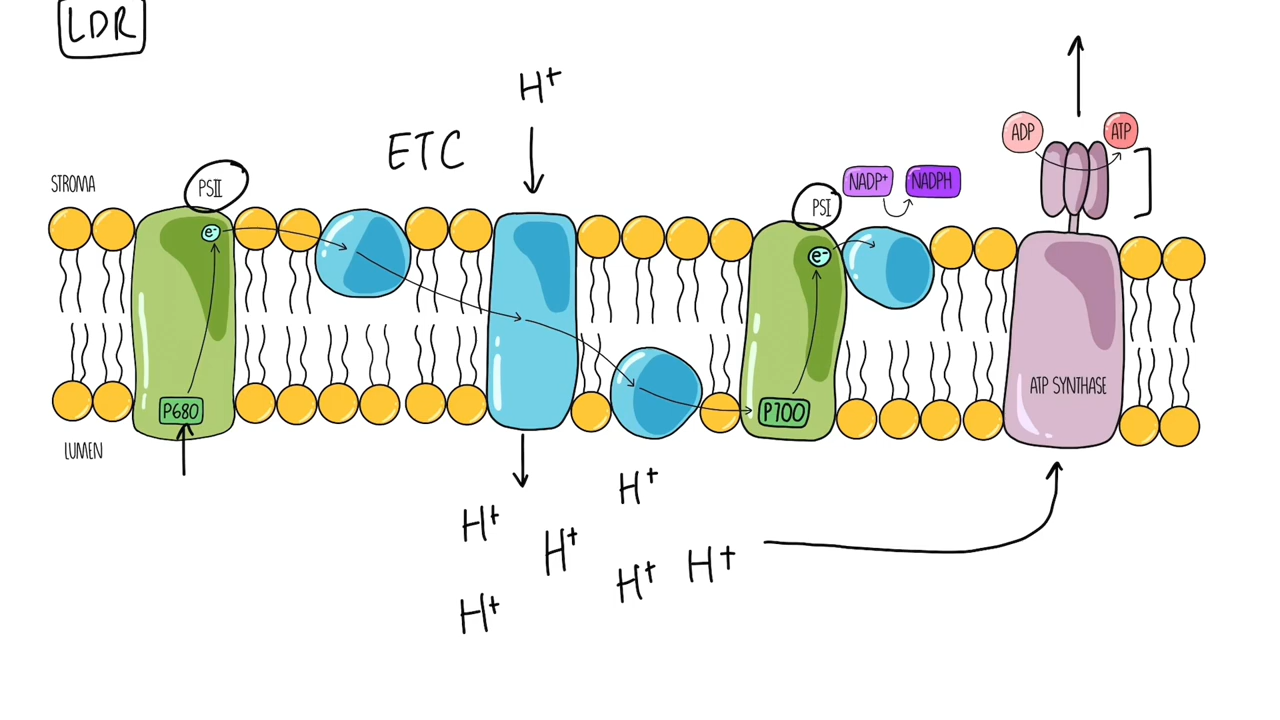 LDR
H⁺
ETC
ADP
ATP
STROMA
PSII
NADP⁺
NADPH
PSI
e⁻
e⁻
P680
P700
ATP SYNTHASE
LUMEN
H⁺
H⁺
H⁺
H⁺
H⁺
H⁺